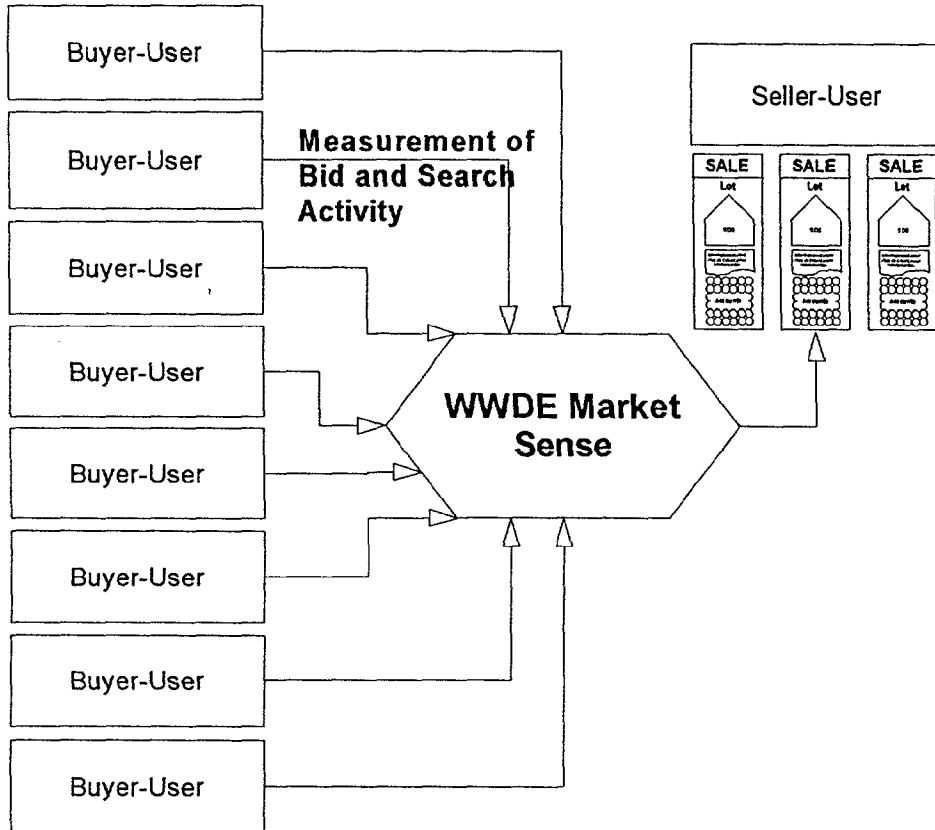 Buyer-User
Buyer-User
Buyer-User
Buyer-User
Buyer-User
Buyer-User
Buyer-User
Buyer-User
Measurement of
Bid and Search
Activity
WWDE Market
Sense
Seller-User
SALE
Lot
SALE
Lot
SALE
Lot